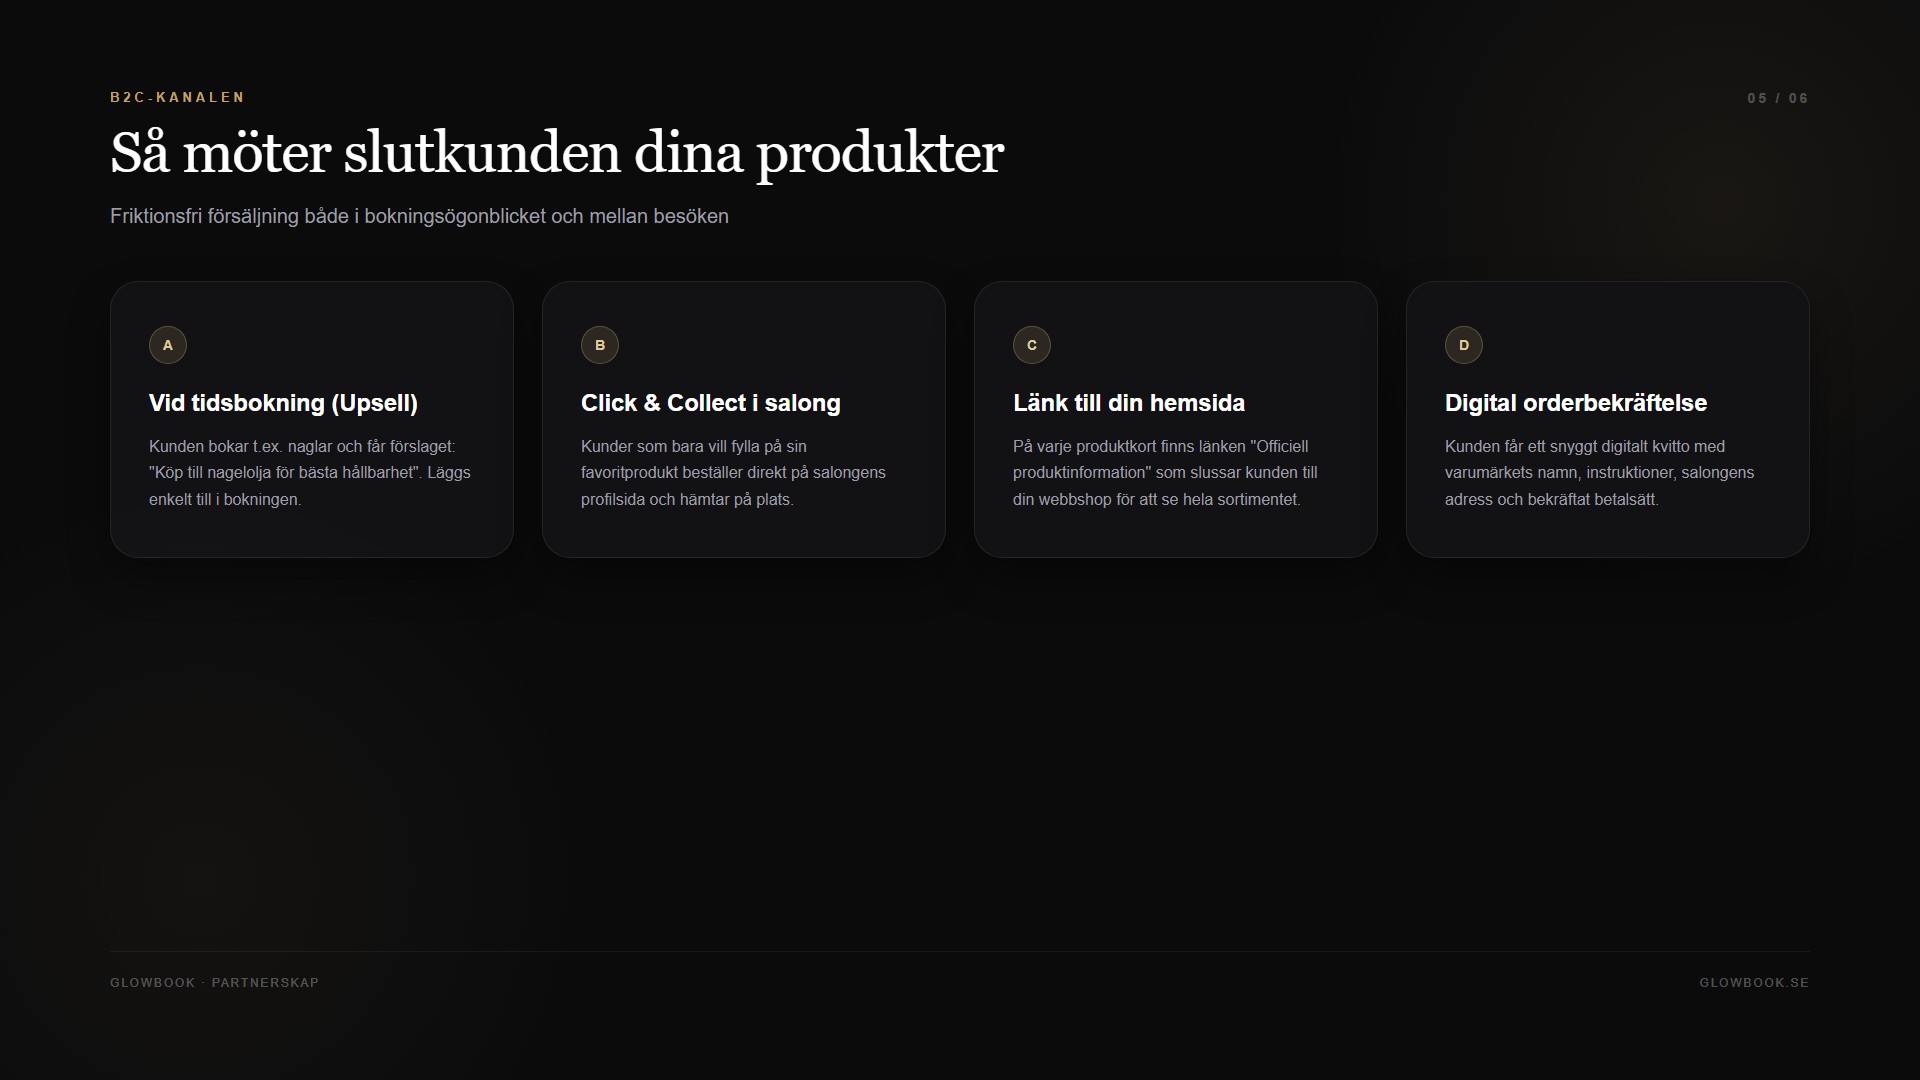 B2C-KANALEN
05 / 06
Så möter slutkunden dina produkter
Friktionsfri försäljning både i bokningsögonblicket och mellan besöken
A
Vid tidsbokning (Upsell)
Kunden bokar t.ex. naglar och får förslaget:
"Köp till nagelolja för bästa hållbarhet". Läggs
enkelt till i bokningen.
B
Click & Collect i salong
Kunder som bara vill fylla på sin
favoritprodukt beställer direkt på salongens
profilsida och hämtar på plats.
C
Länk till din hemsida
På varje produktkort finns länken "Officiell
produktinformation" som slussar kunden till
din webbshop för att se hela sortimentet.
D
Digital orderbekräftelse
Kunden får ett snyggt digitalt kvitto med
varumärkets namn, instruktioner, salongens
adress och bekräftat betalsätt.
GLOWBOOK · PARTNERSKAP
GLOWBOOK.SE